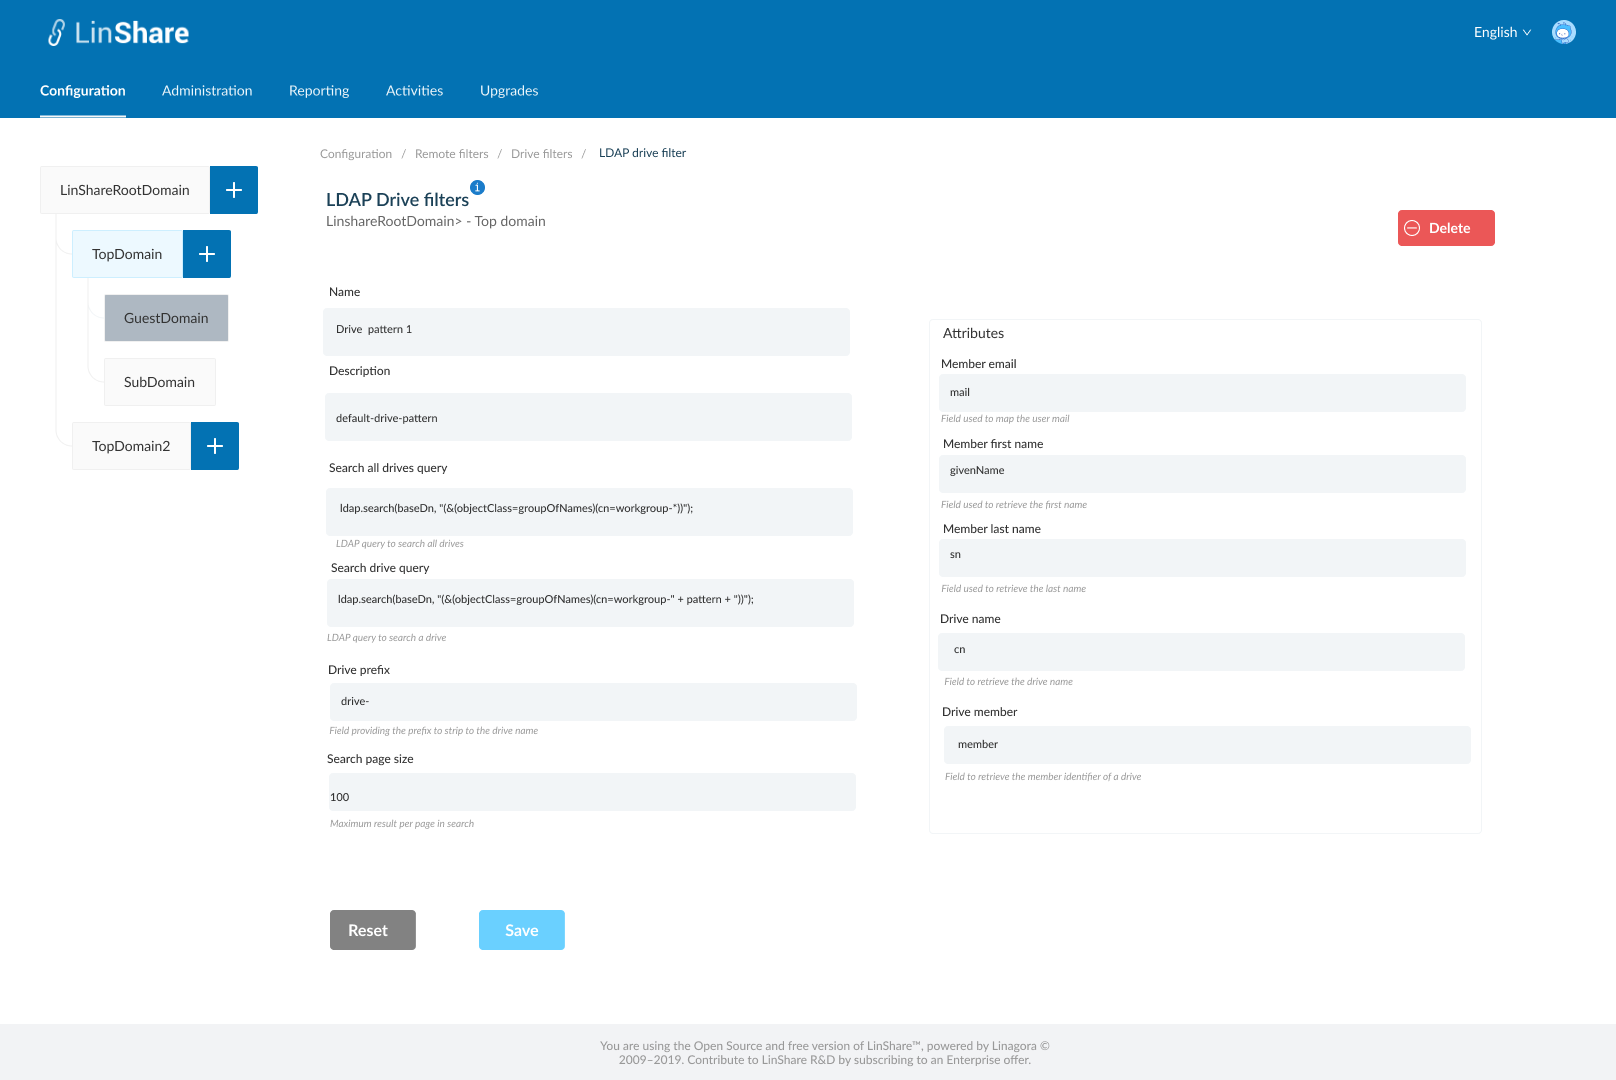 LinShare
English
Configuration
Administration
Reporting
Activities
Upgrades
Configuration / Remote filters / Drive filters / LDAP drive filter
LinShareRootDomain
TopDomain
GuestDomain
SubDomain
TopDomain2
LDAP Drive filters
LinshareRootDomain> - Top domain
Delete
Name
Drive  pattern 1
Description
default-drive-pattern
Search all drives query
ldap.search(baseDn, "(&(objectClass=groupOfNames)(cn=workgroup-*))");
LDAP query to search all drives
Search drive query
ldap.search(baseDn, "(&(objectClass=groupOfNames)(cn=workgroup-" + pattern + "))");
LDAP query to search a drive
Drive prefix
drive-
Field providing the prefix to strip to the drive name
Search page size
100
Maximum result per page in search
Attributes
Member email
mail
Field used to map the user mail
Member first name
givenName
Field used to retrieve the first name
Member last name
sn
Field used to retrieve the last name
Drive name
cn
Field to retrieve the drive name
Drive member
member
Field to retrieve the member identifier of a drive
Reset
Save
You are using the Open Source and free version of LinShare™, powered by Linagora ©
2009–2019. Contribute to LinShare R&D by subscribing to an Enterprise offer.